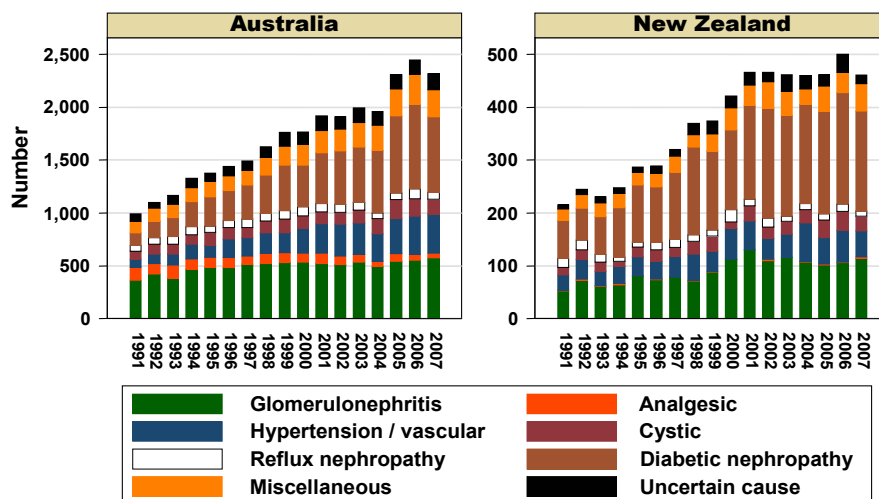 Australia
New Zealand
Number
2,500
2,000
1,500
1,000
500
0
500
400
300
200
100
0
1991 1992 1993 1994 1995 1996 1997 1998 1999 2000 2001 2002 2003 2004 2005 2006 2007
1991 1992 1993 1994 1995 1996 1997 1998 1999 2000 2001 2002 2003 2004 2005 2006 2007
Glomerulonephritis
Analgesic
Hypertension / vascular
Cystic
Reflux nephropathy
Diabetic nephropathy
Miscellaneous
Uncertain cause